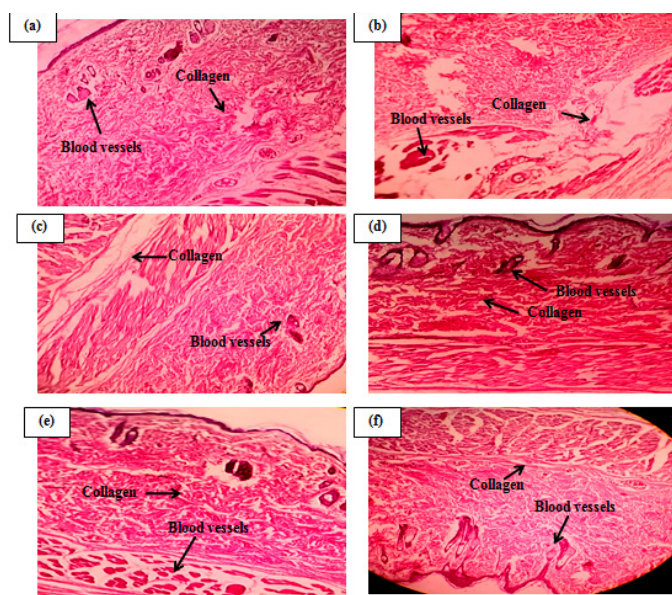 (a)
Collagen
Blood vessels
(b)
Collagen
Blood vessels
(c)
Collagen
Blood vessels
(d)
Blood vessels
Collagen
(e)
Collagen
Blood vessels
(f)
Collagen
Blood vessels